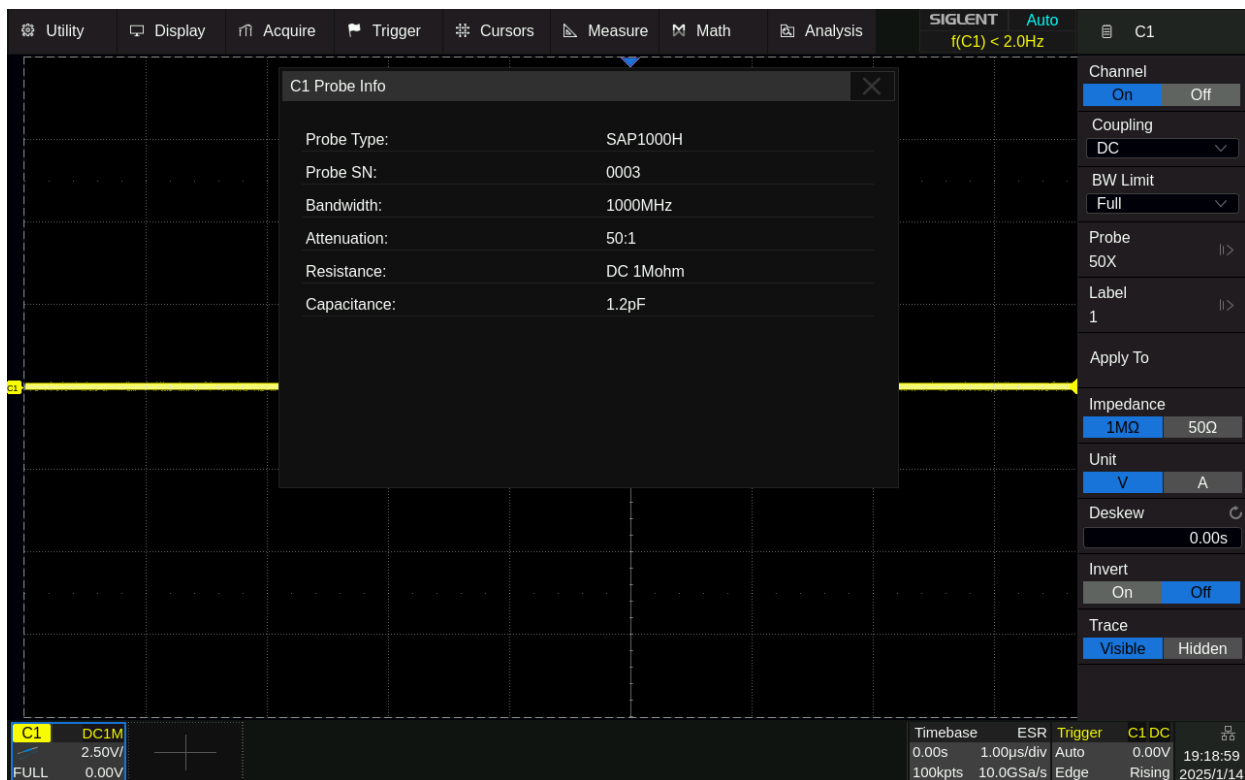 Utility Display Acquire Trigger Cursors Measure Math Analysis
SIGLENT Auto
f(C1) < 2.0Hz
C1
C1 Probe Info
Probe Type: SAP1000H
Probe SN: 0003
Bandwidth: 1000MHz
Attenuation: 50:1
Resistance: DC 1Mohm
Capacitance: 1.2pF
C1
Channel
On Off
Coupling
DC
BW Limit
Full
Probe
50X
Label
1
Apply To
Impedance
1MΩ 50Ω
Unit
V A
Deskew
0.00s
Invert
On Off
Trace
Visible Hidden
C1 DC1M
2.50V/
FULL 0.00V
Timebase ESR
0.00s 1.00µs/div
100kpts 10.0GSa/s
Trigger C1 DC
Auto 0.00V
Edge Rising
19:18:59
2025/1/14